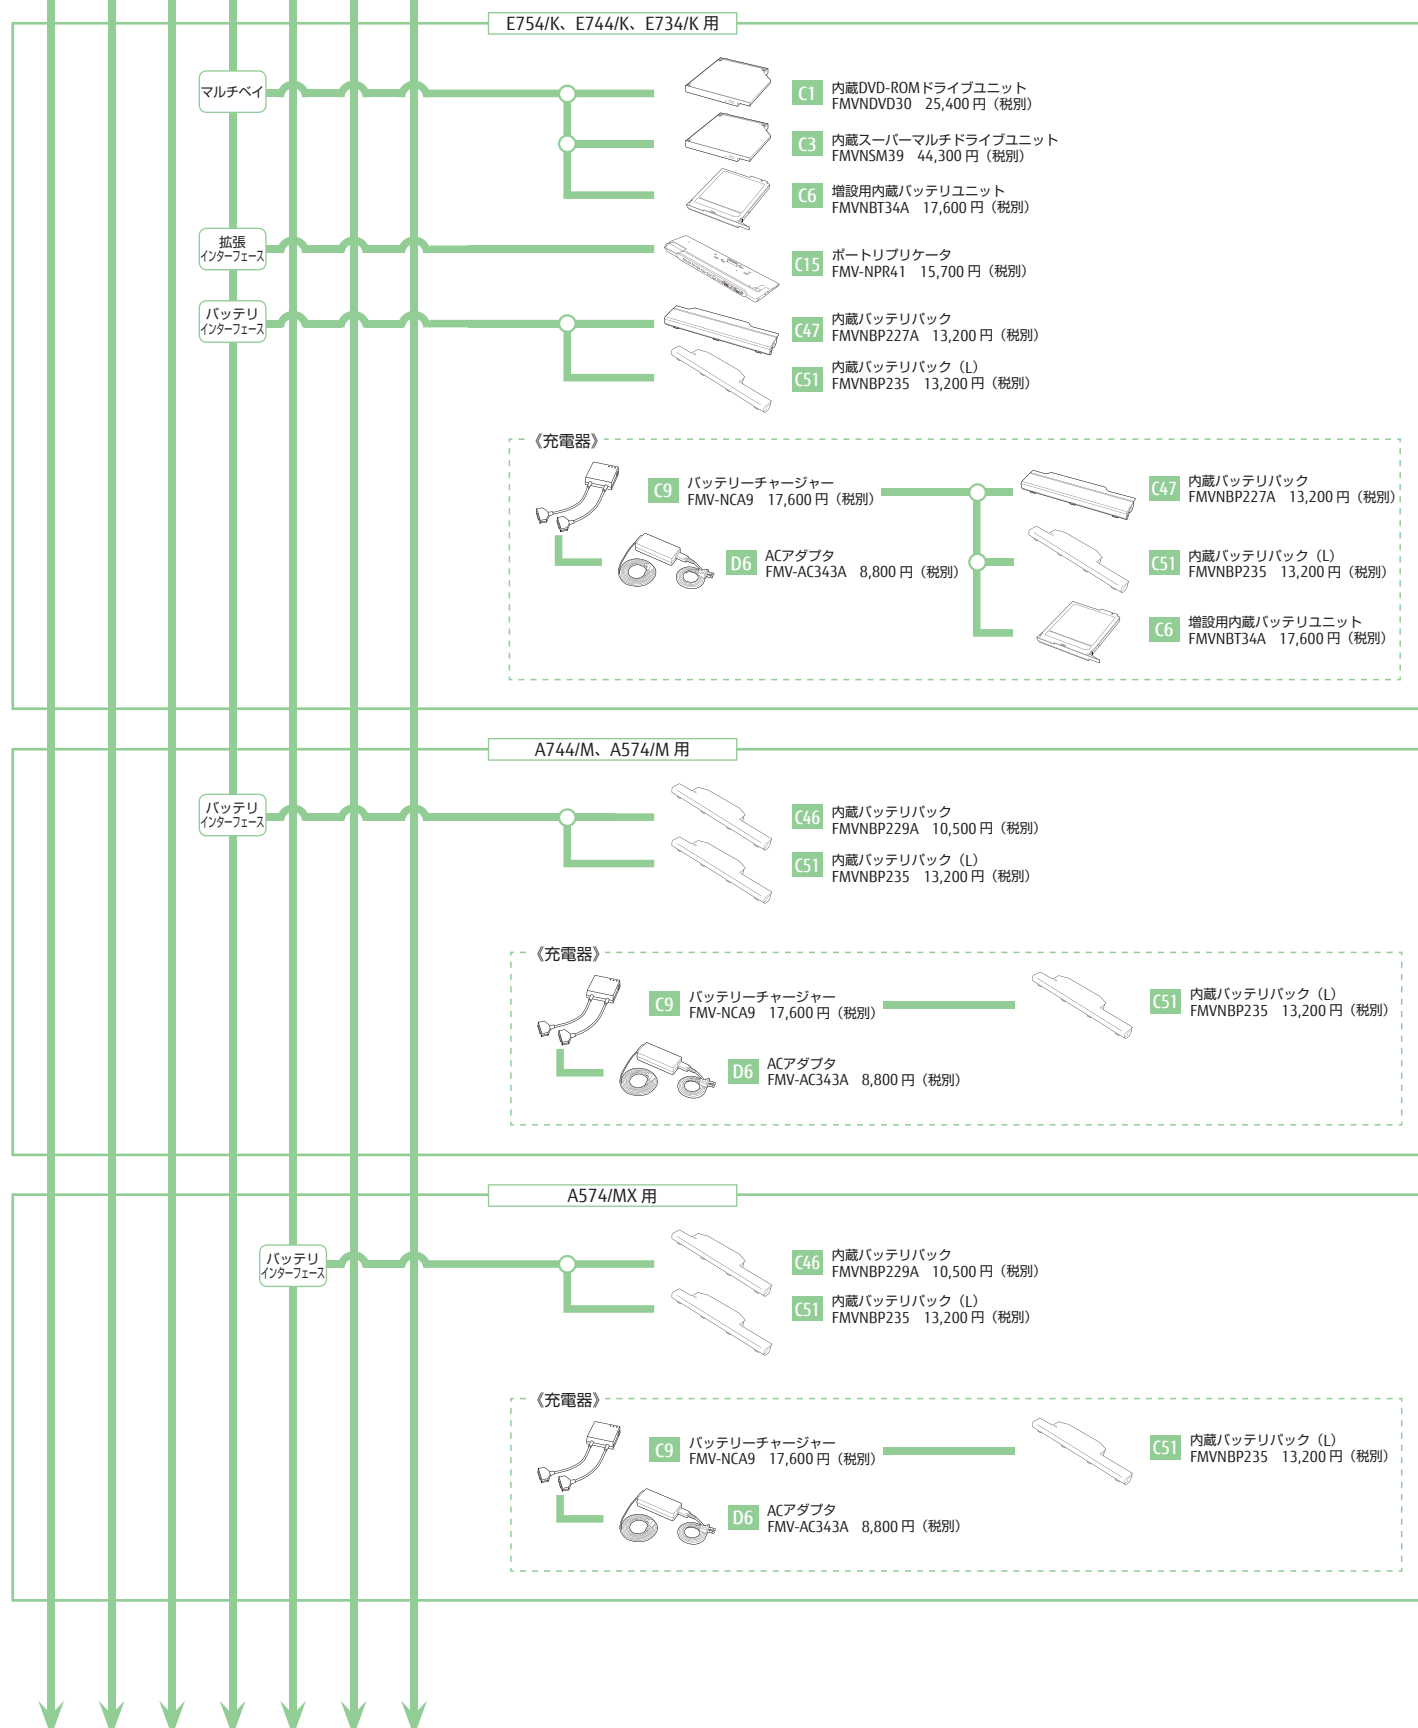 E754/K、E744/K、E734/K 用
マルチベイ
C1
内蔵DVD-ROMドライブユニット
FMVNDVD30 25,400 円（税別）
C3
内蔵スーパーマルチドライブユニット
FMVNSM39 44,300 円（税別）
C6
増設用内蔵バッテリユニット
FMVNBT34A 17,600 円（税別）
拡張
インターフェース
C15
ポートリプリケータ
FMV-NPR41 15,700 円（税別）
バッテリ
インターフェース
C47
内蔵バッテリパック
FMVNBP227A 13,200 円（税別）
C51
内蔵バッテリパック（L）
FMVNBP235 13,200 円（税別）
《充電器》
C9
バッテリーチャージャー
FMV-NCA9 17,600 円（税別）
D6
ACアダプタ
FMV-AC343A 8,800 円（税別）
C47
内蔵バッテリパック
FMVNBP227A 13,200 円（税別）
C51
内蔵バッテリパック（L）
FMVNBP235 13,200 円（税別）
C6
増設用内蔵バッテリユニット
FMVNBT34A 17,600 円（税別）
A744/M、A574/M 用
バッテリ
インターフェース
C46
内蔵バッテリパック
FMVNBP229A 10,500 円（税別）
C51
内蔵バッテリパック（L）
FMVNBP235 13,200 円（税別）
《充電器》
C9
バッテリーチャージャー
FMV-NCA9 17,600 円（税別）
D6
ACアダプタ
FMV-AC343A 8,800 円（税別）
C51
内蔵バッテリパック（L）
FMVNBP235 13,200 円（税別）
A574/MX 用
バッテリ
インターフェース
C46
内蔵バッテリパック
FMVNBP229A 10,500 円（税別）
C51
内蔵バッテリパック（L）
FMVNBP235 13,200 円（税別）
《充電器》
C9
バッテリーチャージャー
FMV-NCA9 17,600 円（税別）
D6
ACアダプタ
FMV-AC343A 8,800 円（税別）
C51
内蔵バッテリパック（L）
FMVNBP235 13,200 円（税別）